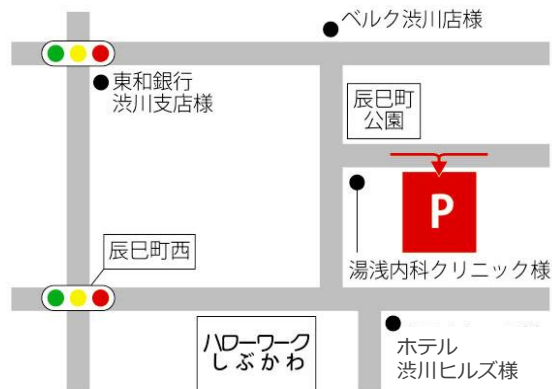 ベルク渋川店様
東和銀行
渋川支店様
辰巳町
公園
P
湯浅内科クリニック様
辰巳町西
ハローワーク
しぶかわ
ホテル
渋川ヒルズ様